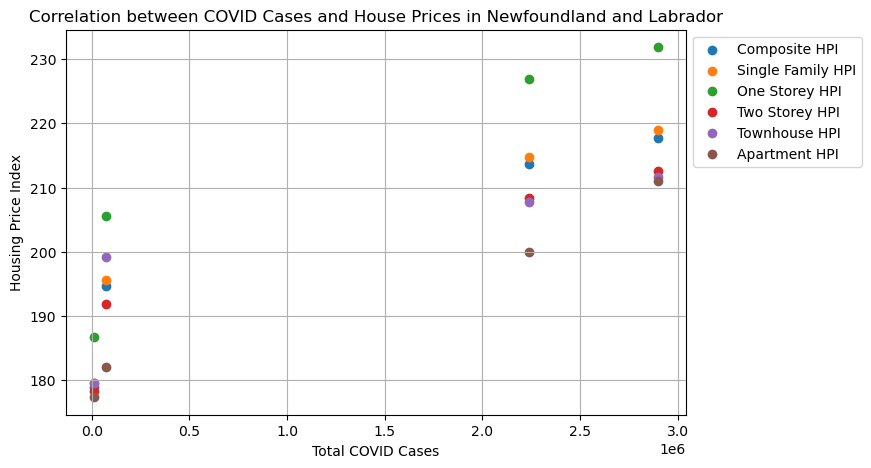 Correlation between COVID Cases and House Prices in Newfoundland and Labrador
Composite HPI
Single Family HPI
One Storey HPI
Two Storey HPI
Townhouse HPI
Apartment HPI
Housing Price Index
230
220
210
200
190
180
0.0 0.5 1.0 1.5 2.0 2.5 3.0
1e6
Total COVID Cases